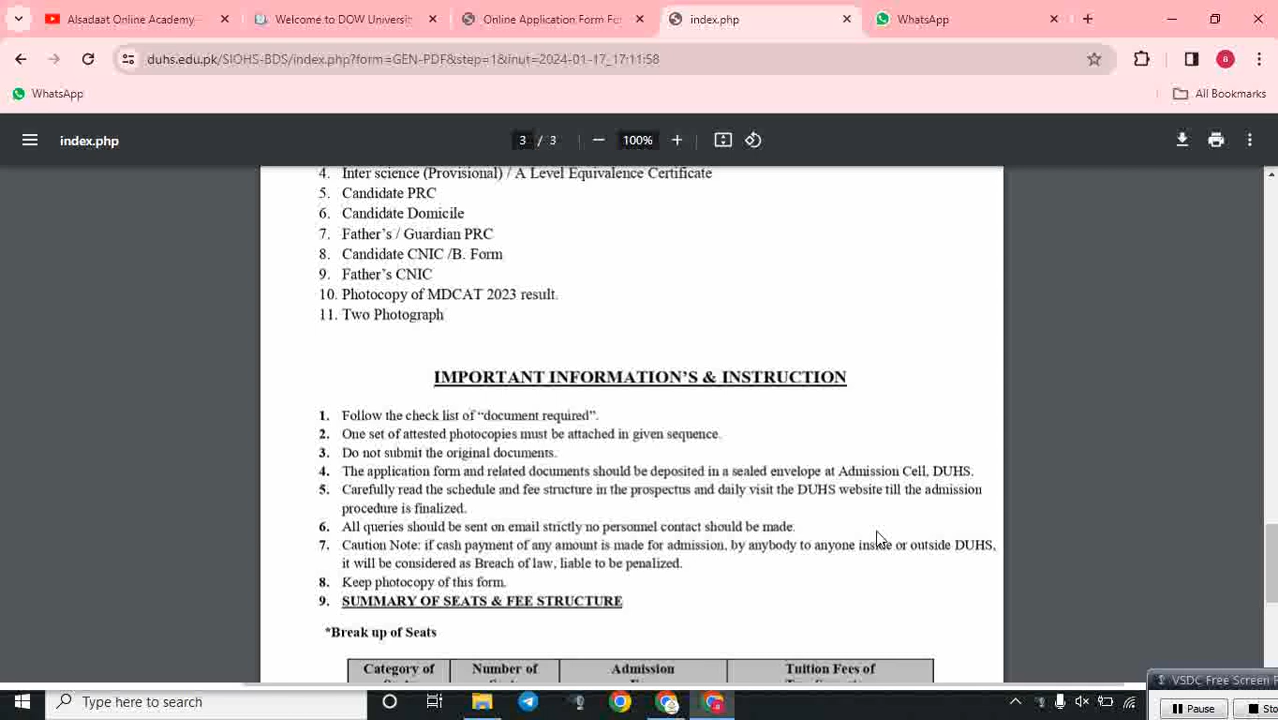 Alsadaat Online Academy
Welcome to DOW Universit
Online Application Form Fo
index.php
WhatsApp
duhs.edu.pk/SIOHS-BDS/index.php?form=GEN-PDF&step=1&inut=2024-01-17_17:11:58
a
WhatsApp
All Bookmarks
index.php
3 / 3
100%
4. Inter science (Provisional) / A Level Equivalence Certificate
5. Candidate PRC
6. Candidate Domicile
7. Father's / Guardian PRC
8. Candidate CNIC /B. Form
9. Father's CNIC
10. Photocopy of MDCAT 2023 result.
11. Two Photograph
IMPORTANT INFORMATION'S & INSTRUCTION
1. Follow the check list of "document required".
2. One set of attested photocopies must be attached in given sequence.
3. Do not submit the original documents.
4. The application form and related documents should be deposited in a sealed envelope at Admission Cell, DUHS.
5. Carefully read the schedule and fee structure in the prospectus and daily visit the DUHS website till the admission
procedure is finalized.
6. All queries should be sent on email strictly no personnel contact should be made.
7. Caution Note: if cash payment of any amount is made for admission, by anybody to anyone inside or outside DUHS,
it will be considered as Breach of law, liable to be penalized.
8. Keep photocopy of this form.
9. SUMMARY OF SEATS & FEE STRUCTURE
*Break up of Seats
Category of
Number of
Admission
Tuition Fees of
VSDC Free Screen
Type here to search
Pause
Sto